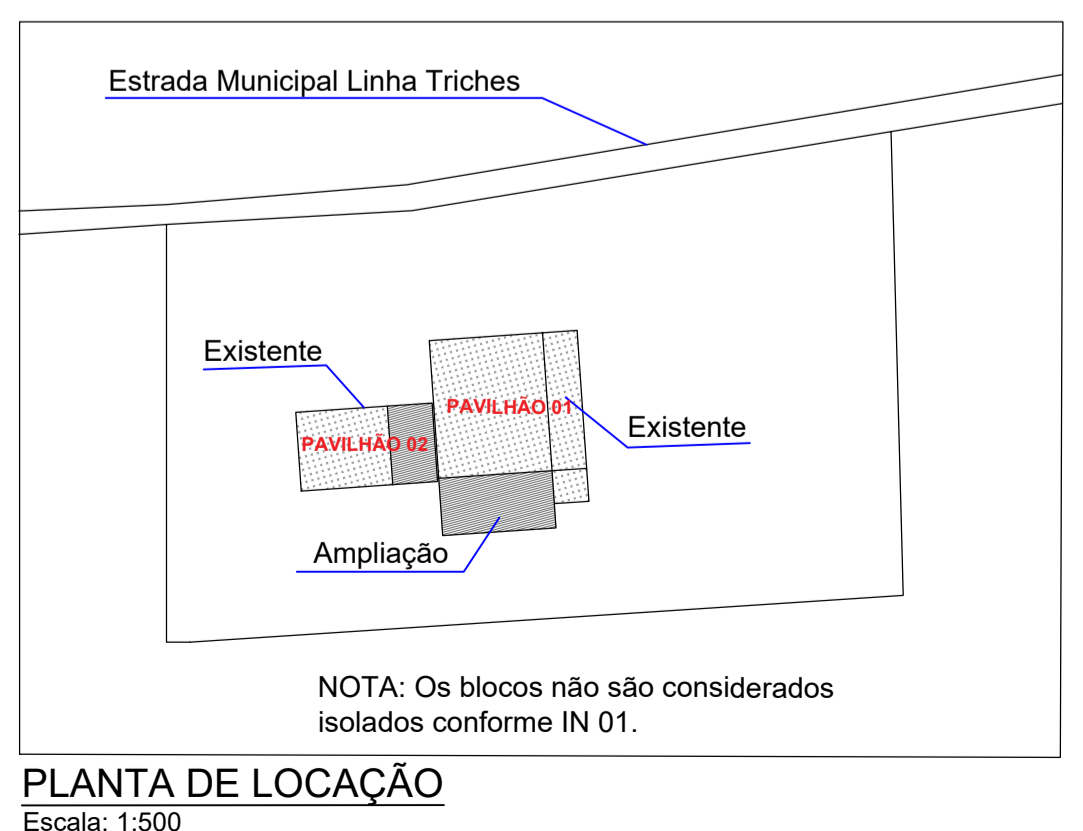 Estrada Municipal Linha Triches
Existente
PAVILHÃO 01
Existente
PAVILHÃO 02
Ampliação
NOTA: Os blocos não são considerados
isolados conforme IN 01.
PLANTA DE LOCAÇÃO
Escala: 1:500